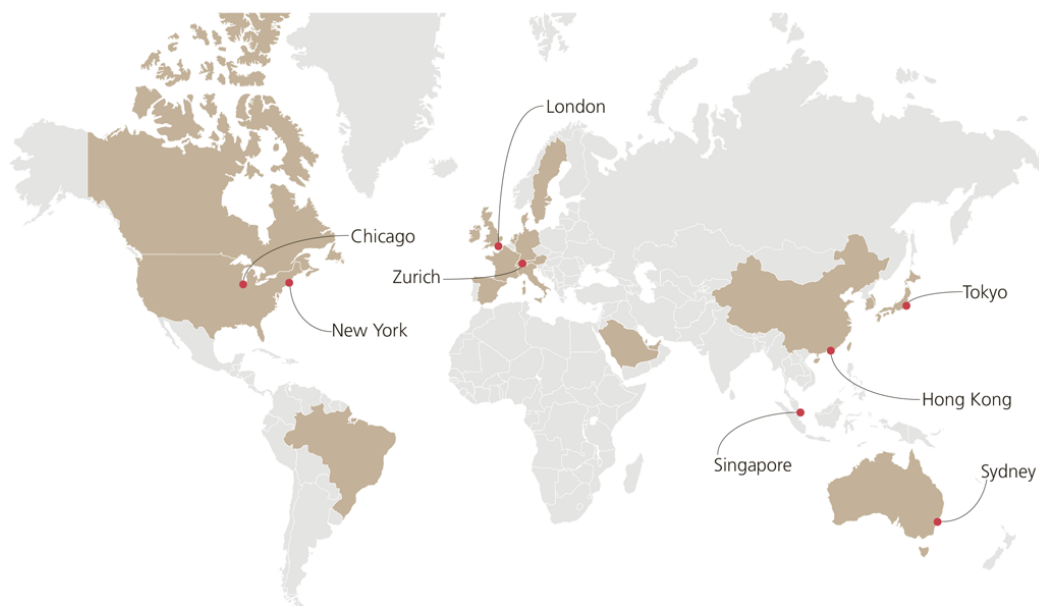 London
Chicago
Zurich
Tokyo
New York
Hong Kong
Singapore
Sydney